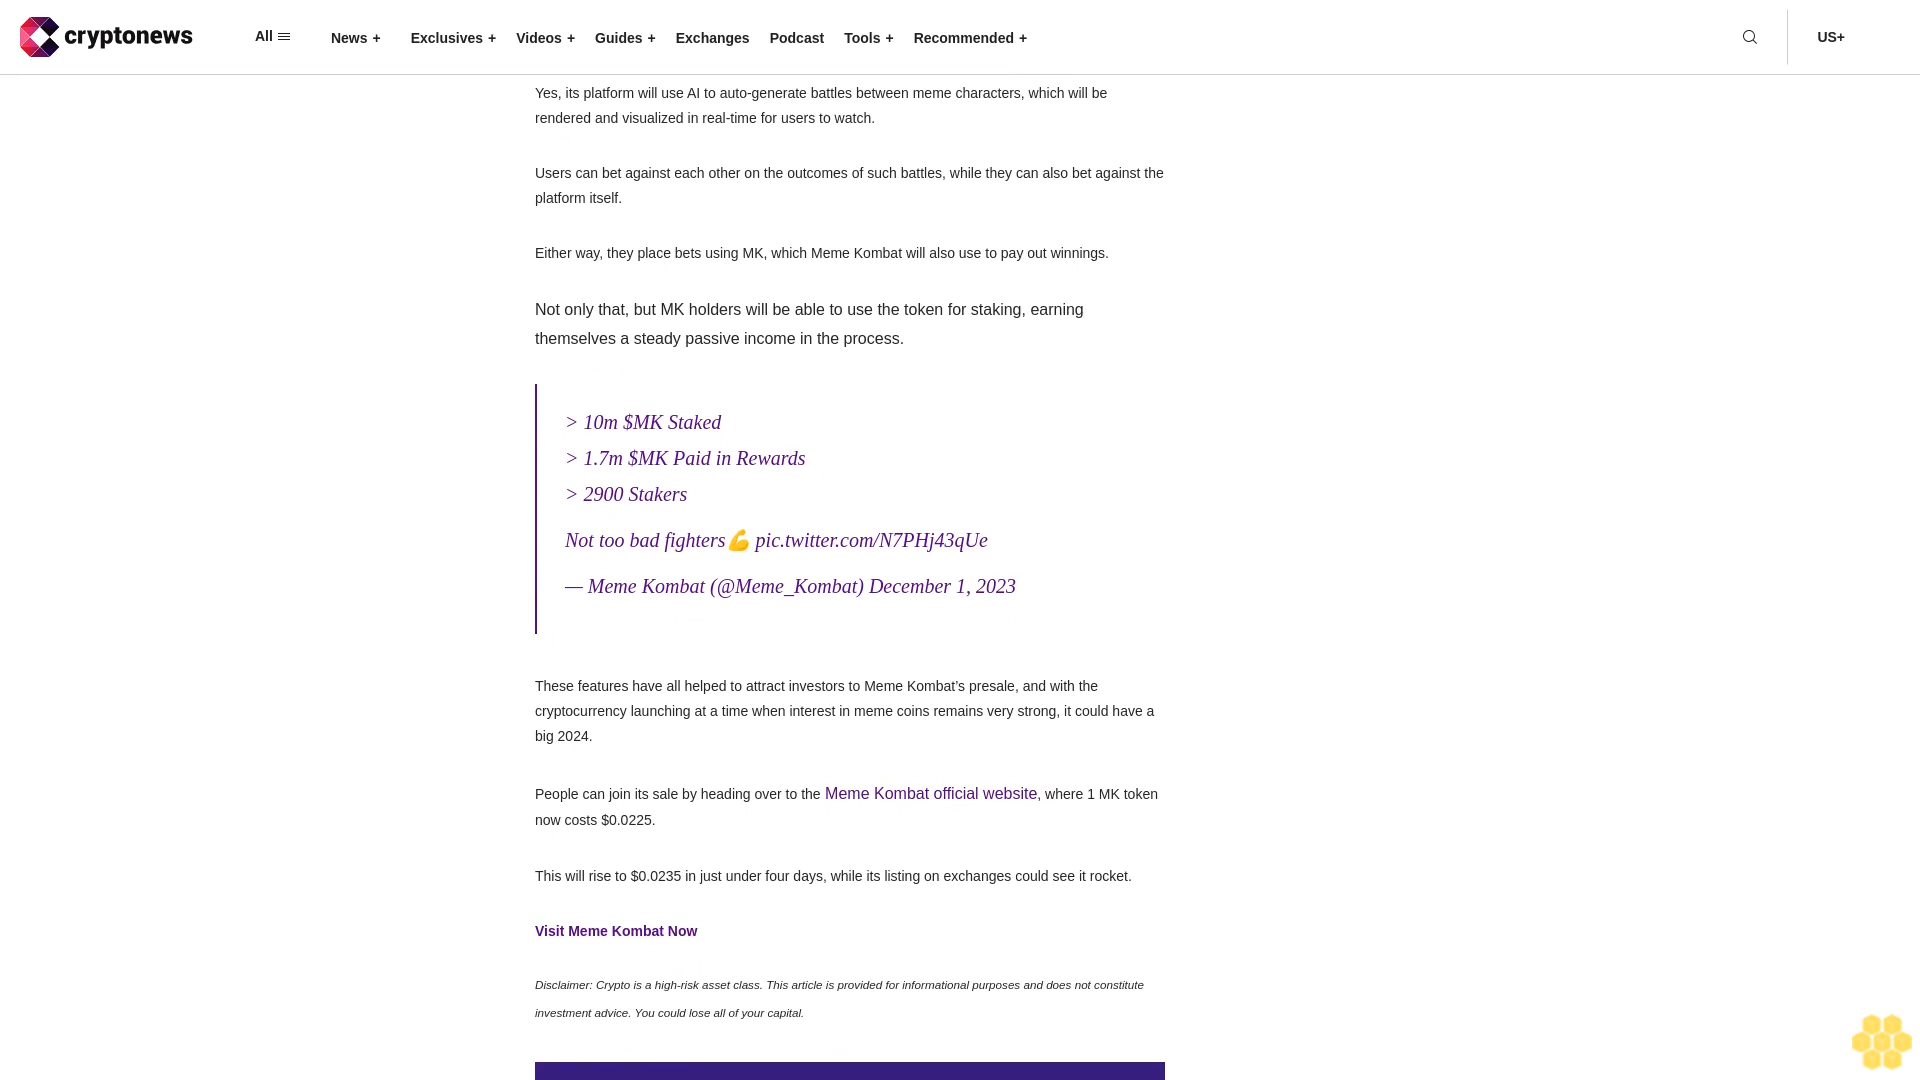 cryptonews
All
News +
Exclusives +
Videos +
Guides +
Exchanges
Podcast
Tools +
Recommended +
US+
Yes, its platform will use AI to auto-generate battles between meme characters, which will be
rendered and visualized in real-time for users to watch.
Users can bet against each other on the outcomes of such battles, while they can also bet against the
platform itself.
Either way, they place bets using MK, which Meme Kombat will also use to pay out winnings.
Not only that, but MK holders will be able to use the token for staking, earning
themselves a steady passive income in the process.
> 10m $MK Staked
> 1.7m $MK Paid in Rewards
> 2900 Stakers
Not too bad fighters💪 pic.twitter.com/N7PHj43qUe
— Meme Kombat (@Meme_Kombat) December 1, 2023
These features have all helped to attract investors to Meme Kombat’s presale, and with the
cryptocurrency launching at a time when interest in meme coins remains very strong, it could have a
big 2024.
People can join its sale by heading over to the Meme Kombat official website, where 1 MK token
now costs $0.0225.
This will rise to $0.0235 in just under four days, while its listing on exchanges could see it rocket.
Visit Meme Kombat Now
Disclaimer: Crypto is a high-risk asset class. This article is provided for informational purposes and does not constitute
investment advice. You could lose all of your capital.